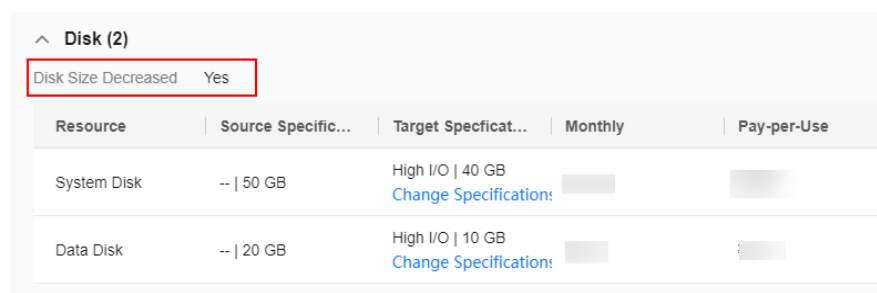 Disk (2)
Disk Size Decreased Yes
Resource Source Specific... Target Specficat... Monthly Pay-per-Use
System Disk -- | 50 GB High I/O | 40 GB
Change Specifications
Data Disk -- | 20 GB High I/O | 10 GB
Change Specifications